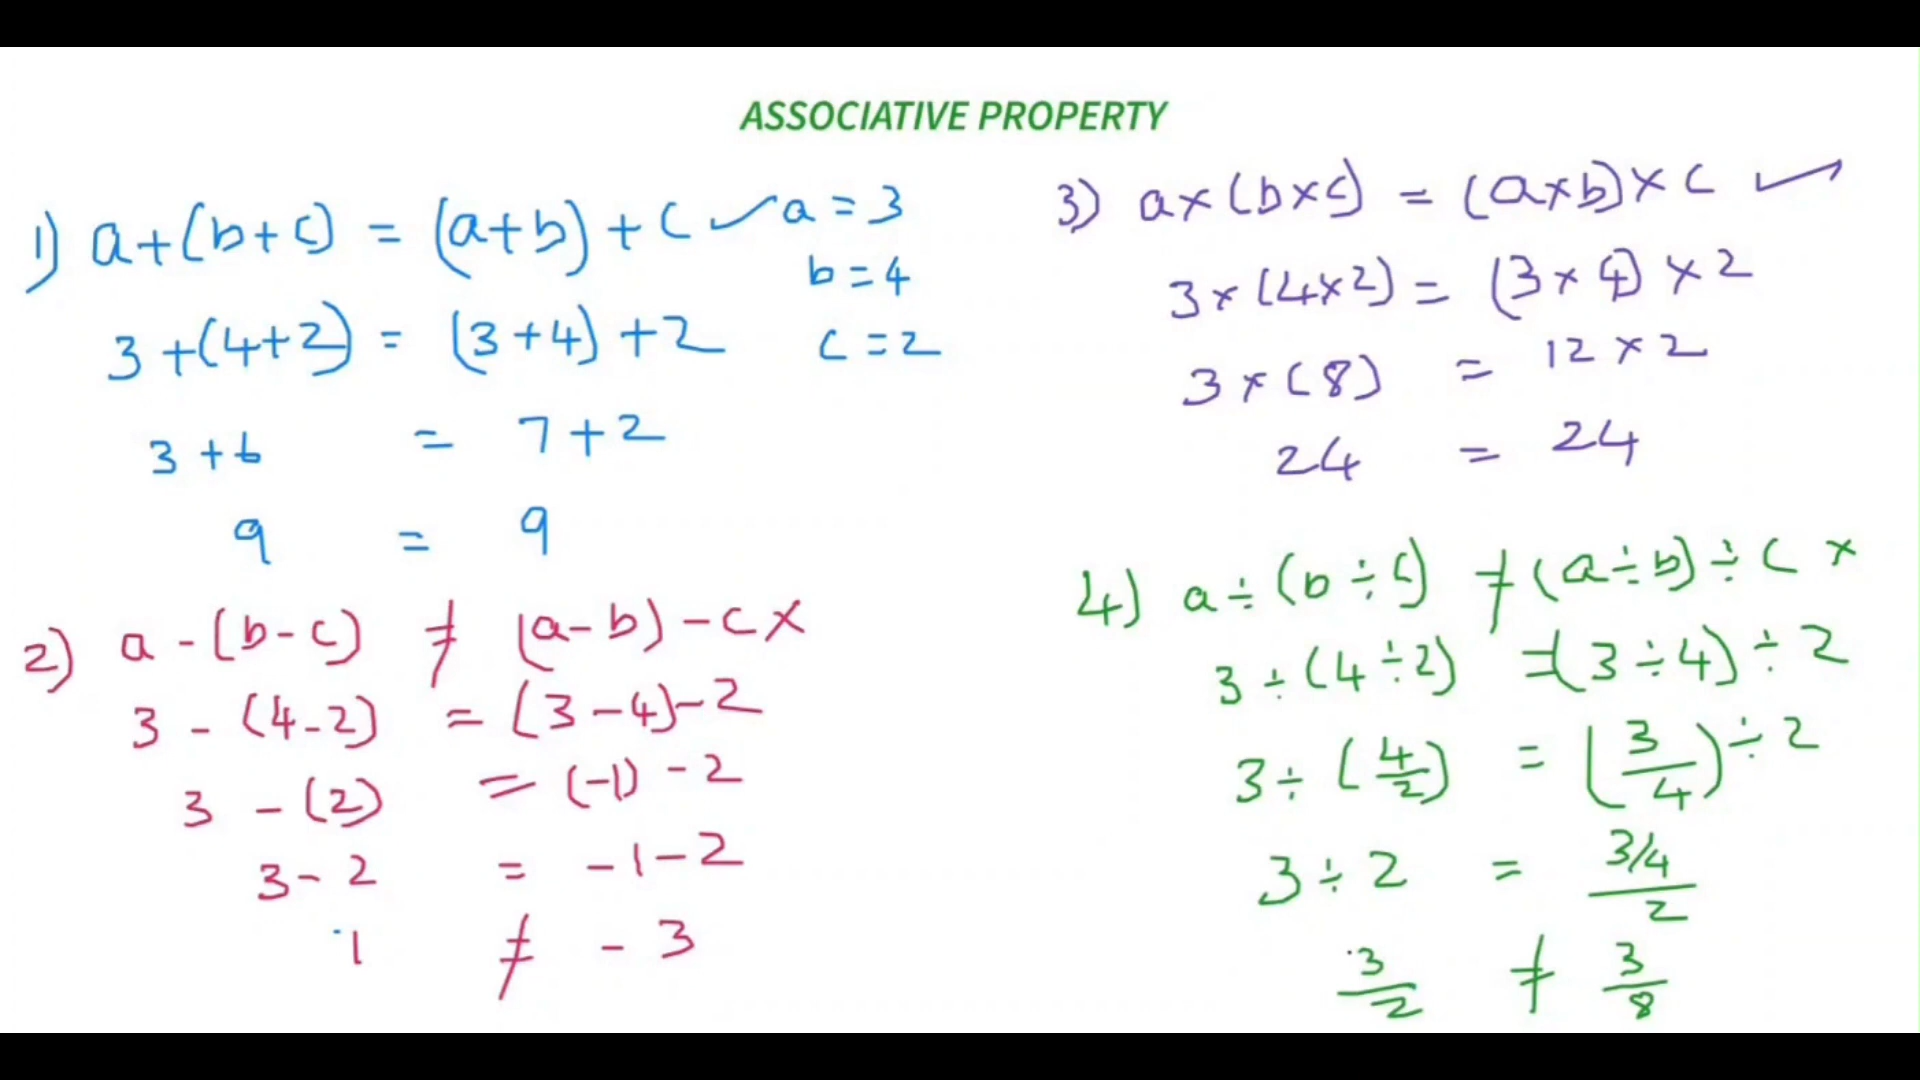 ASSOCIATIVE PROPERTY
1) a+(b+c) = (a+b)+c ✓ a=3
b=4
3+(4+2) = (3+4)+2
c=2
3+6 = 7+2
9 = 9
2) a-(b-c) ≠ (a-b)-c x
3-(4-2) = (3-4)-2
3-(2) = (-1)-2
3-2 = -1-2
1 ≠ -3
3) a×(b×c) = (a×b)×c ✓
3×(4×2) = (3×4)×2
3×(8) = 12×2
24 = 24
4) a÷(b÷c) ≠ (a÷b)÷c x
3÷(4÷2) = (3÷4)÷2
3÷(4/2) = (3/4)÷2
3÷2 = 3/4/2
3/2 ≠ 3/8